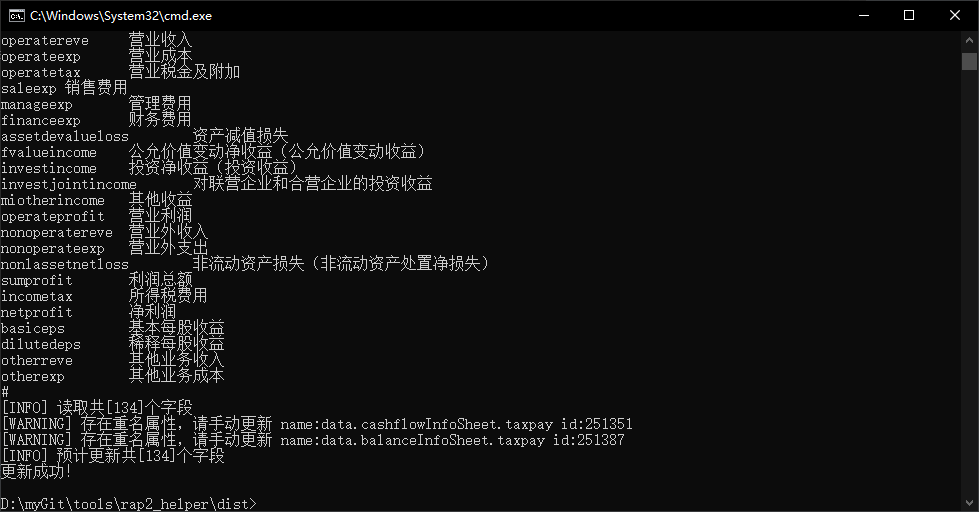 C:\Windows\System32\cmd.exe
operatereve 营业收入
operateexp 营业成本
operatetax 营业税金及附加
saleexp 销售费用
manageexp 管理费用
financeexp 财务费用
assetdevalueloss 资产减值损失
fvalueincome 公允价值变动净收益（公允价值变动收益）
investincome 投资净收益（投资收益）
investjointincome 对联营企业和合营企业的投资收益
miotherincome 其他收益
operateprofit 营业利润
nonoperatereve 营业外收入
nonoperateexp 营业外支出
nonlassetnetloss 非流动资产损失（非流动资产处置净损失）
sumprofit 利润总额
incometax 所得税费用
netprofit 净利润
basiceps 基本每股收益
dilutedeps 稀释每股收益
otherreve 其他业务收入
otherexp 其他业务成本
#
[INFO] 读取共[134]个字段
[WARNING] 存在重名属性，请手动更新 name:data.cashflowInfoSheet.taxpay id:251351
[WARNING] 存在重名属性，请手动更新 name:data.balanceInfoSheet.taxpay id:251387
[INFO] 预计更新共[134]个字段
更新成功!
D:\myGit\tools\rap2_helper\dist>